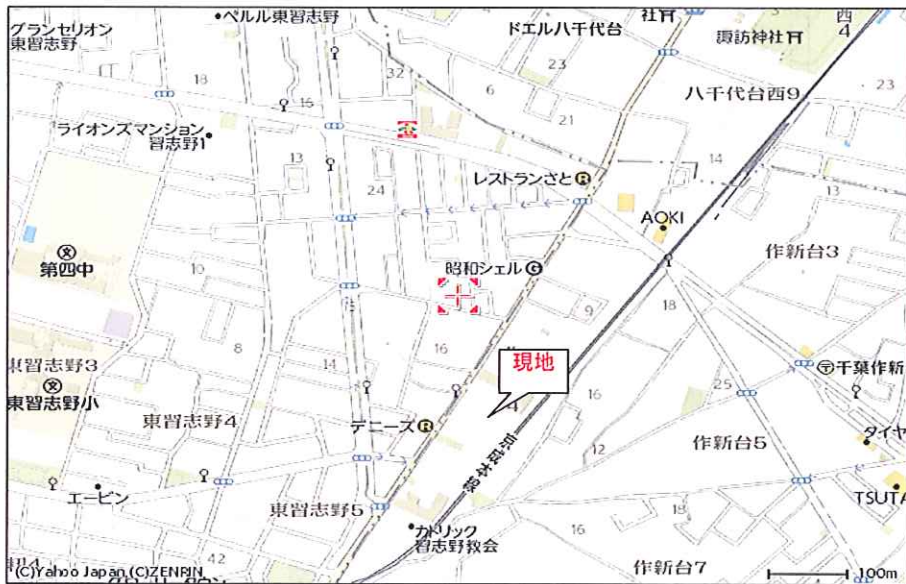 ペルル東習志野
グランセリオン
東習志野
ドエル八千代台
社
西
4
諏訪神社
23
23
32
18
6
八千代台西9
16
ライオンズマンション
習志野1
21
13
14
レストランさと
24
13
AOKI
第四中
昭和シェル
作新台3
10
18
9
8
16
東習志野3
14
現地
千葉作新
東習志野小
16
25
東習志野4
デニーズ
4
作新台5
12
タイヤ
京成本線
エービン
TSUTA
東習志野5
18
カトリック
習志野教会
16
42
作新台7
(C)Yahoo Japan,(C)ZENRIN
100m